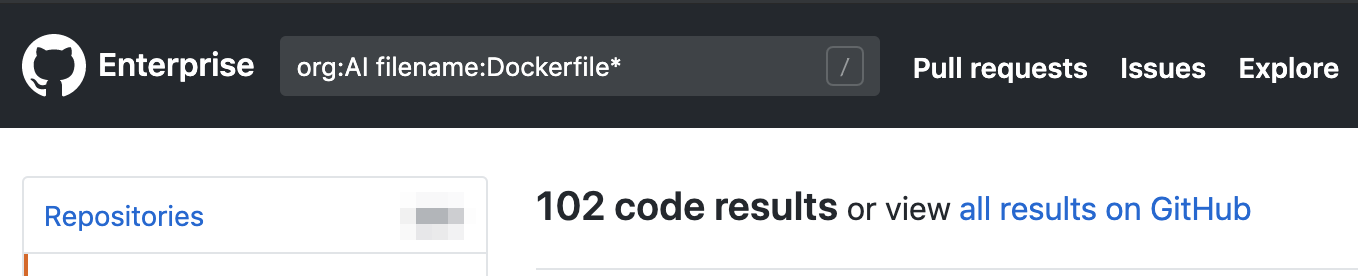 Enterprise
org:AI filename:Dockerfile*
/
Pull requests
Issues
Explore
Repositories
102 code results or view all results on GitHub